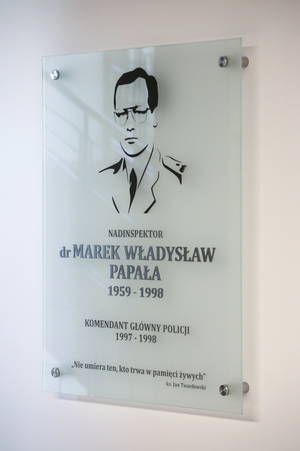 NADINSPEKTOR
dr MAREK WŁADYSŁAW
PAPAŁA
1959 - 1998
KOMENDANT GŁÓWNY POLICJI
1997 - 1998
„Nie umiera ten, kto trwa w pamięci żywych"
ks. Jan Twardowski